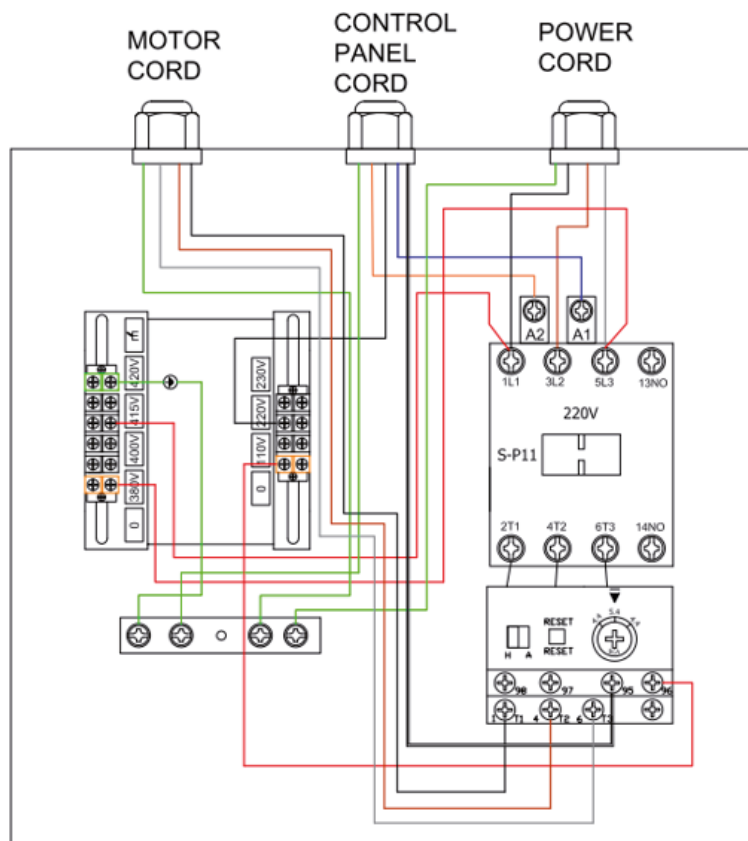 MOTOR
CORD
CONTROL
PANEL
CORD
POWER
CORD
420V
415V
400V
380V
0
230V
220V
110V
0
A2
A1
1L1
3L2
5L3
13NO
220V
S-P11
2T1
4T2
6T3
14NO
RESET
RESET
H
A
5.4
98
97
95
96
T1
4
T2
6
T3